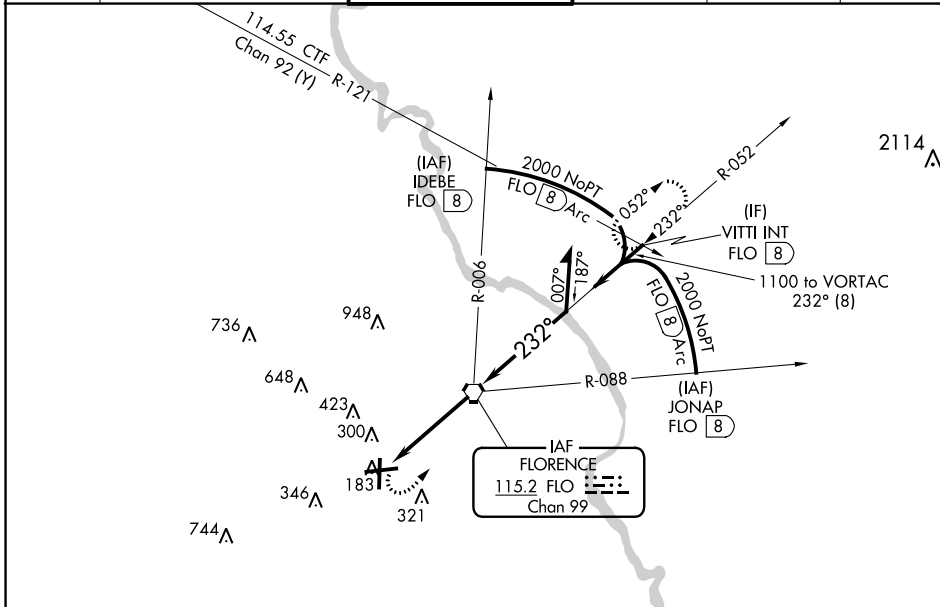 114.55 CTF
Chan 92 (Y)
R-121
2114
(IAF)
IDEBE
FLO 8
2000 NoPT
FLO 8 Arc
052°
232°
R-052
(IF)
VITTI INT
FLO 8
1100 to VORTAC
232° (8)
R-006
007°
187°
2000 NoPT
FLO 8 Arc
948
736
232°
648
R-088
(IAF)
JONAP
FLO 8
423
300
IAF
FLORENCE
115.2 FLO
Chan 99
183
346
321
744